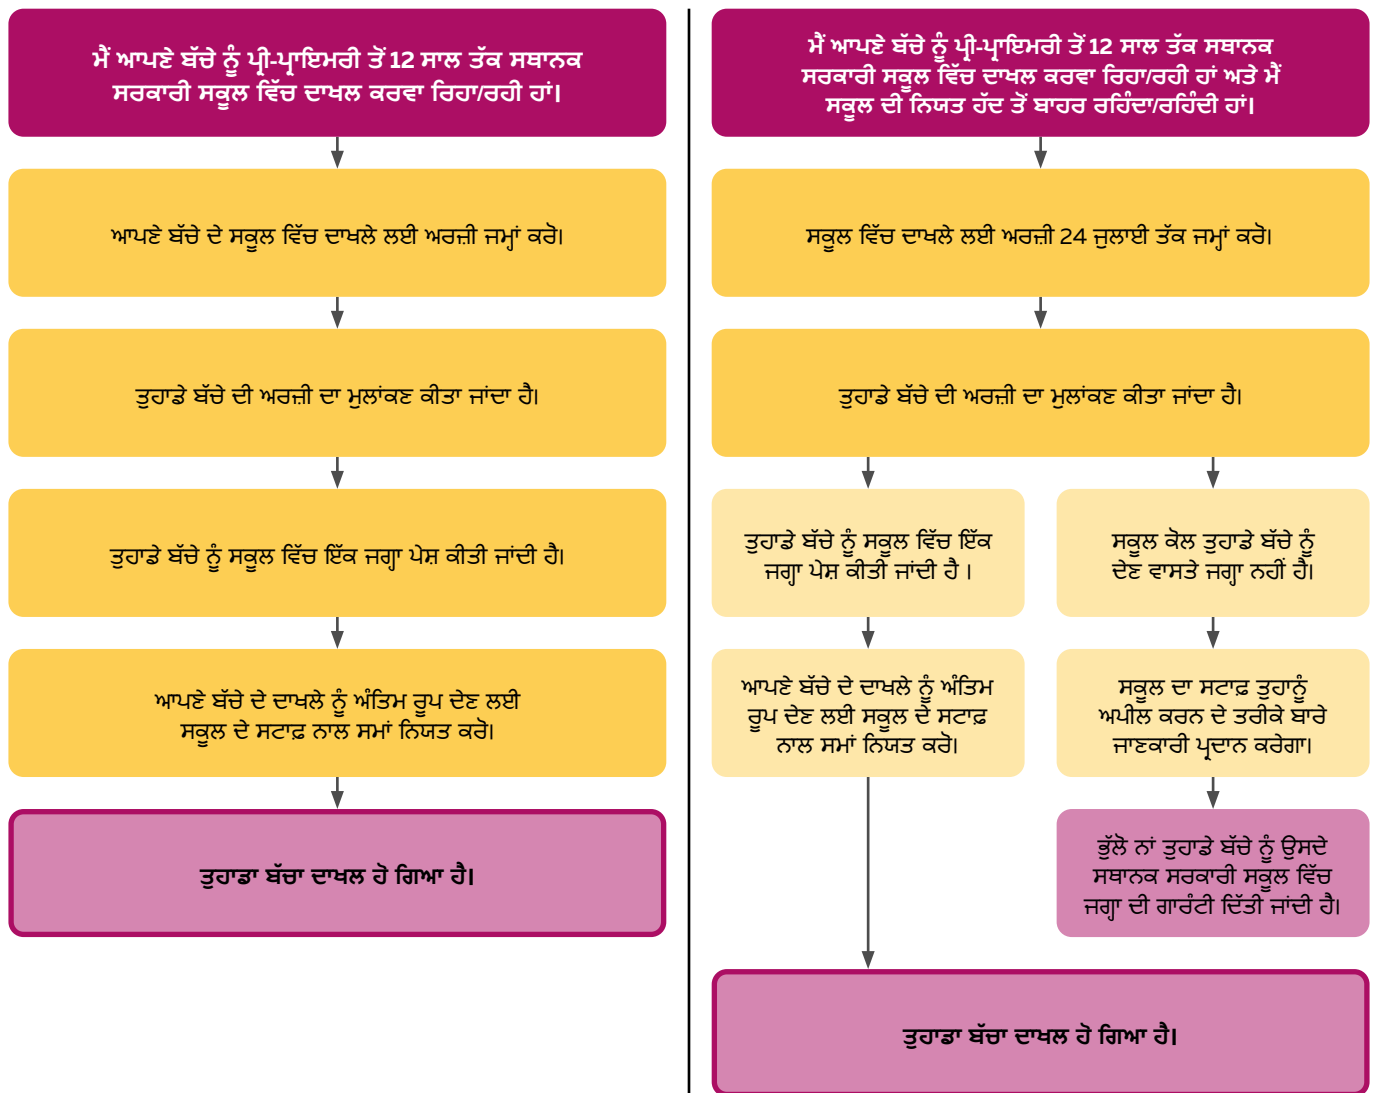 ਮੈਂ ਆਪਣੇ ਬੱਚੇ ਨੂੰ ਪ੍ਰੀ-ਪ੍ਰਾਇਮਰੀ ਤੋਂ 12 ਸਾਲ ਤੱਕ ਸਥਾਨਕ
ਸਰਕਾਰੀ ਸਕੂਲ ਵਿੱਚ ਦਾਖਲ ਕਰਵਾ ਰਿਹਾ/ਰਹੀ ਹਾਂ।
ਆਪਣੇ ਬੱਚੇ ਦੇ ਸਕੂਲ ਵਿੱਚ ਦਾਖਲੇ ਲਈ ਅਰਜ਼ੀ ਜਮ੍ਹਾਂ ਕਰੋ।
ਤੁਹਾਡੇ ਬੱਚੇ ਦੀ ਅਰਜ਼ੀ ਦਾ ਮੁਲਾਂਕਣ ਕੀਤਾ ਜਾਂਦਾ ਹੈ।
ਤੁਹਾਡੇ ਬੱਚੇ ਨੂੰ ਸਕੂਲ ਵਿੱਚ ਇੱਕ ਜਗ੍ਹਾ ਪੇਸ਼ ਕੀਤੀ ਜਾਂਦੀ ਹੈ।
ਆਪਣੇ ਬੱਚੇ ਦੇ ਦਾਖਲੇ ਨੂੰ ਅੰਤਿਮ ਰੂਪ ਦੇਣ ਲਈ
ਸਕੂਲ ਦੇ ਸਟਾਫ਼ ਨਾਲ ਸਮਾਂ ਨਿਯਤ ਕਰੋ।
ਤੁਹਾਡਾ ਬੱਚਾ ਦਾਖਲ ਹੋ ਗਿਆ ਹੈ।
ਮੈਂ ਆਪਣੇ ਬੱਚੇ ਨੂੰ ਪ੍ਰੀ-ਪ੍ਰਾਇਮਰੀ ਤੋਂ 12 ਸਾਲ ਤੱਕ ਸਥਾਨਕ
ਸਰਕਾਰੀ ਸਕੂਲ ਵਿੱਚ ਦਾਖਲ ਕਰਵਾ ਰਿਹਾ/ਰਹੀ ਹਾਂ ਅਤੇ ਮੈਂ
ਸਕੂਲ ਦੀ ਨਿਯਤ ਹੱਦ ਤੋਂ ਬਾਹਰ ਰਹਿੰਦਾ/ਰਹਿੰਦੀ ਹਾਂ।
ਸਕੂਲ ਵਿੱਚ ਦਾਖਲੇ ਲਈ ਅਰਜ਼ੀ 24 ਜੁਲਾਈ ਤੱਕ ਜਮ੍ਹਾਂ ਕਰੋ।
ਤੁਹਾਡੇ ਬੱਚੇ ਦੀ ਅਰਜ਼ੀ ਦਾ ਮੁਲਾਂਕਣ ਕੀਤਾ ਜਾਂਦਾ ਹੈ।
ਤੁਹਾਡੇ ਬੱਚੇ ਨੂੰ ਸਕੂਲ ਵਿੱਚ ਇੱਕ
ਜਗ੍ਹਾ ਪੇਸ਼ ਕੀਤੀ ਜਾਂਦੀ ਹੈ ।
ਆਪਣੇ ਬੱਚੇ ਦੇ ਦਾਖਲੇ ਨੂੰ ਅੰਤਿਮ
ਰੂਪ ਦੇਣ ਲਈ ਸਕੂਲ ਦੇ ਸਟਾਫ਼
ਨਾਲ ਸਮਾਂ ਨਿਯਤ ਕਰੋ।
ਸਕੂਲ ਕੋਲ ਤੁਹਾਡੇ ਬੱਚੇ ਨੂੰ
ਦੇਣ ਵਾਸਤੇ ਜਗ੍ਹਾ ਨਹੀਂ ਹੈ।
ਸਕੂਲ ਦਾ ਸਟਾਫ਼ ਤੁਹਾਨੂੰ
ਅਪੀਲ ਕਰਨ ਦੇ ਤਰੀਕੇ ਬਾਰੇ
ਜਾਣਕਾਰੀ ਪ੍ਰਦਾਨ ਕਰੇਗਾ।
ਭੁੱਲੋ ਨਾਂ ਤੁਹਾਡੇ ਬੱਚੇ ਨੂੰ ਉਸਦੇ
ਸਥਾਨਕ ਸਰਕਾਰੀ ਸਕੂਲ ਵਿੱਚ
ਜਗ੍ਹਾ ਦੀ ਗਾਰੰਟੀ ਦਿੱਤੀ ਜਾਂਦੀ ਹੈ।
ਤੁਹਾਡਾ ਬੱਚਾ ਦਾਖਲ ਹੋ ਗਿਆ ਹੈ।